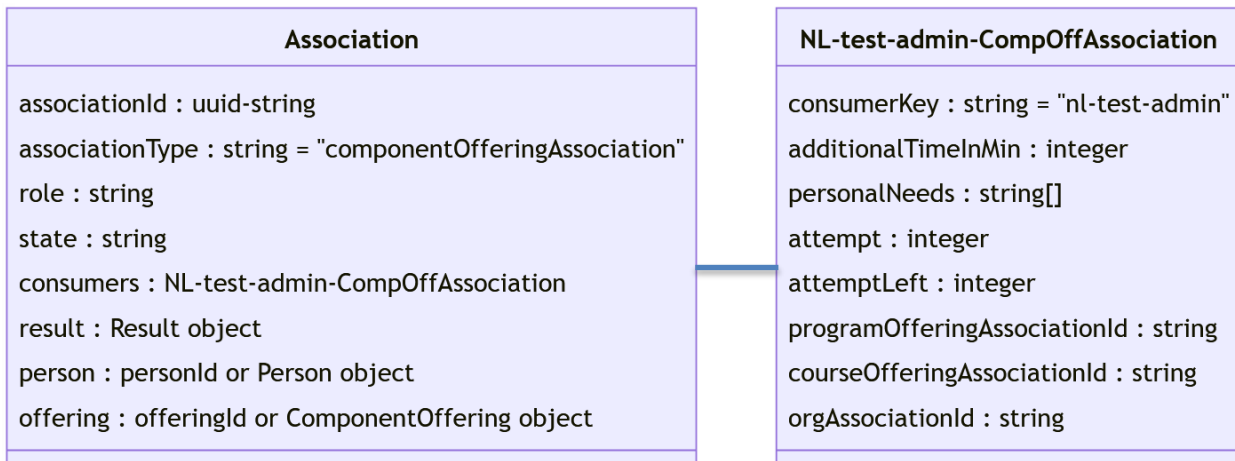 Association
associationId : uuid-string
associationType : string = "componentOfferingAssociation"
role : string
state : string
consumers : NL-test-admin-CompOffAssociation
result : Result object
person : personId or Person object
offering : offeringId or ComponentOffering object
NL-test-admin-CompOffAssociation
consumerKey : string = "nl-test-admin"
additionalTimeInMin : integer
personalNeeds : string[]
attempt : integer
attemptLeft : integer
programOfferingAssociationId : string
courseOfferingAssociationId : string
orgAssociationId : string